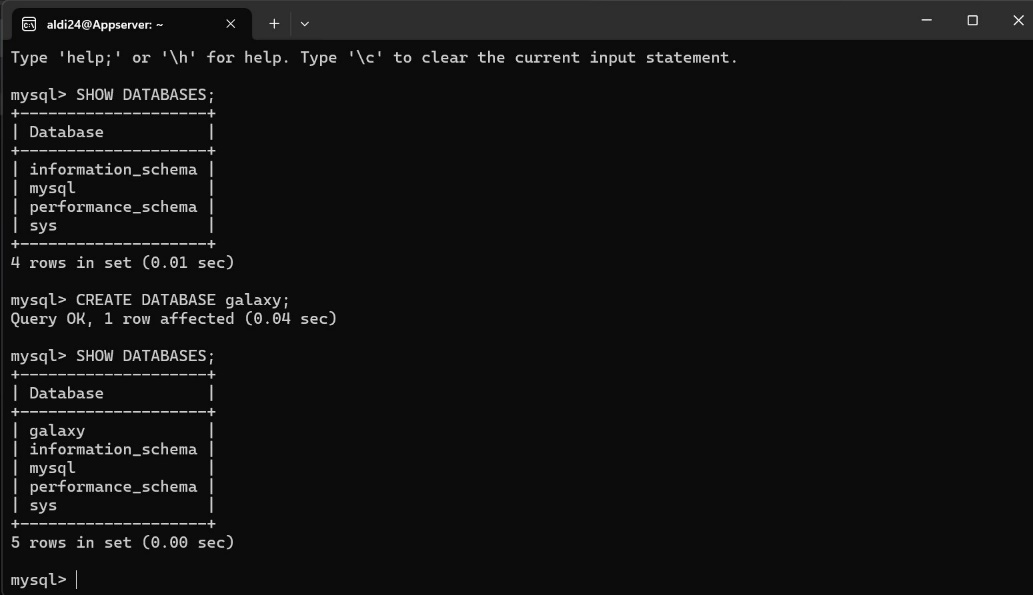 aldi24@Appserver: ~
Type 'help;' or '\h' for help. Type '\c' to clear the current input statement.
mysql> SHOW DATABASES;
+--------------------+
| Database           |
+--------------------+
| information_schema |
| mysql              |
| performance_schema |
| sys                |
+--------------------+
4 rows in set (0.01 sec)
mysql> CREATE DATABASE galaxy;
Query OK, 1 row affected (0.04 sec)
mysql> SHOW DATABASES;
+--------------------+
| Database           |
+--------------------+
| galaxy             |
| information_schema |
| mysql              |
| performance_schema |
| sys                |
+--------------------+
5 rows in set (0.00 sec)
mysql>